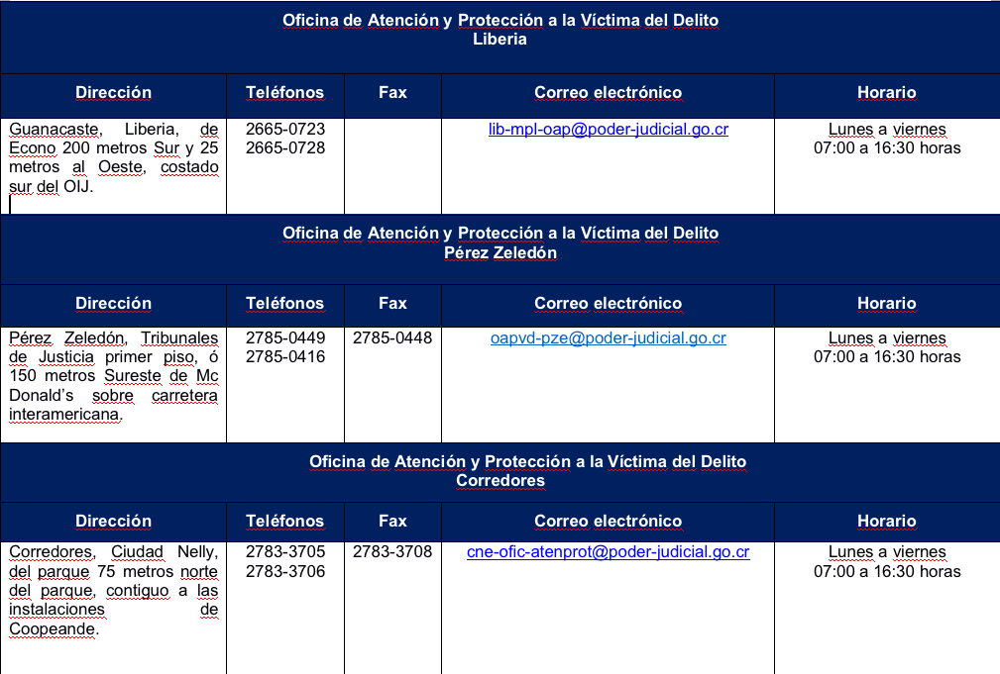 Oficina de Atención y Protección a la Víctima del Delito
Liberia
Dirección Teléfonos Fax Correo electrónico Horario
Guanacaste, Liberia, de
Econo 200 metros Sur y 25
metros al Oeste, costado
sur del OIJ.
2665-0723
2665-0728
lib-mpl-oap@poder-judicial.go.cr
Lunes a viernes
07:00 a 16:30 horas
Oficina de Atención y Protección a la Víctima del Delito
Pérez Zeledón
Dirección Teléfonos Fax Correo electrónico Horario
Pérez Zeledón, Tribunales
de Justicia primer piso, ó
150 metros Sureste de Mc
Donald’s sobre carretera
interamericana.
2785-0449
2785-0416
2785-0448
oapvd-pze@poder-judicial.go.cr
Lunes a viernes
07:00 a 16:30 horas
Oficina de Atención y Protección a la Víctima del Delito
Corredores
Dirección Teléfonos Fax Correo electrónico Horario
Corredores, Ciudad Nelly,
del parque 75 metros norte
del parque, contiguo a las
instalaciones de
Coopeande.
2783-3705
2783-3706
2783-3708
cne-ofic-atenprot@poder-judicial.go.cr
Lunes a viernes
07:00 a 16:30 horas